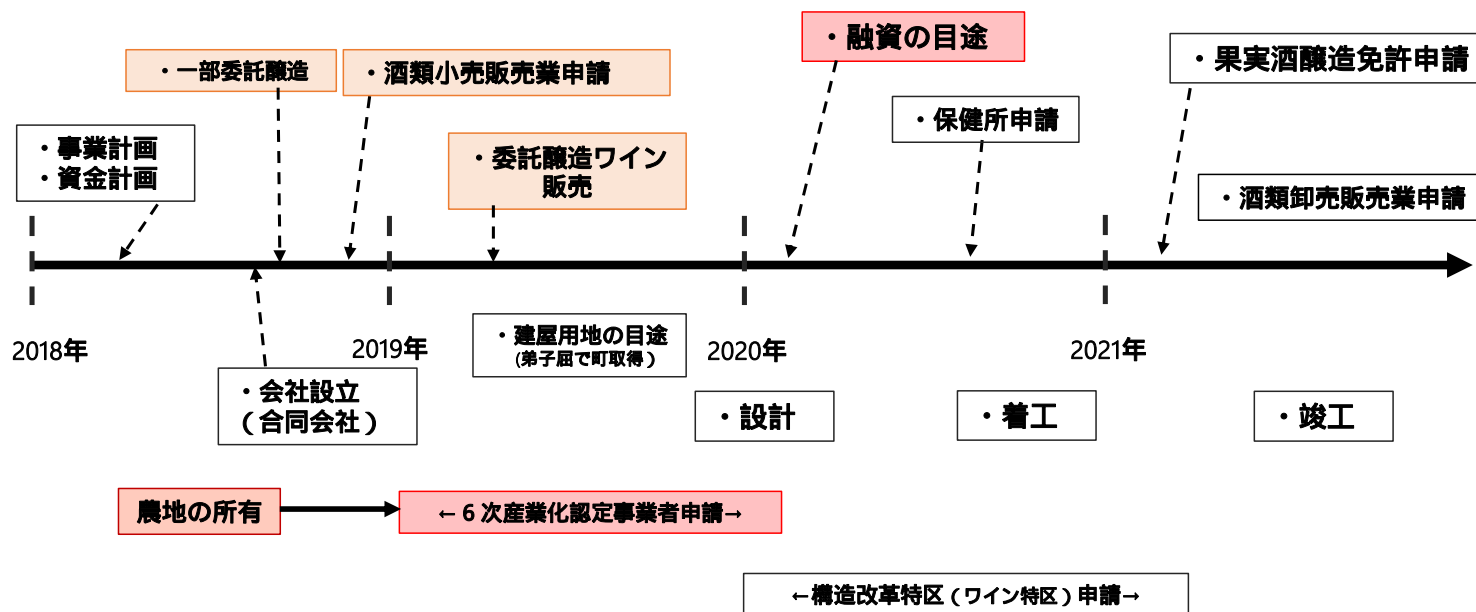 ・融資の目途
・一部委託醸造
・酒類小売販売業申請
・果実酒醸造免許申請
・保健所申請
・事業計画
・資金計画
・委託醸造ワイン
販売
・酒類卸売販売業申請
2018年
2019年
2020年
2021年
・建屋用地の目途
(弟子屈で町取得）
・会社設立
（合同会社）
・設計
・着工
・竣工
農地の所有
←６次産業化認定事業者申請→
←構造改革特区（ワイン特区）申請→